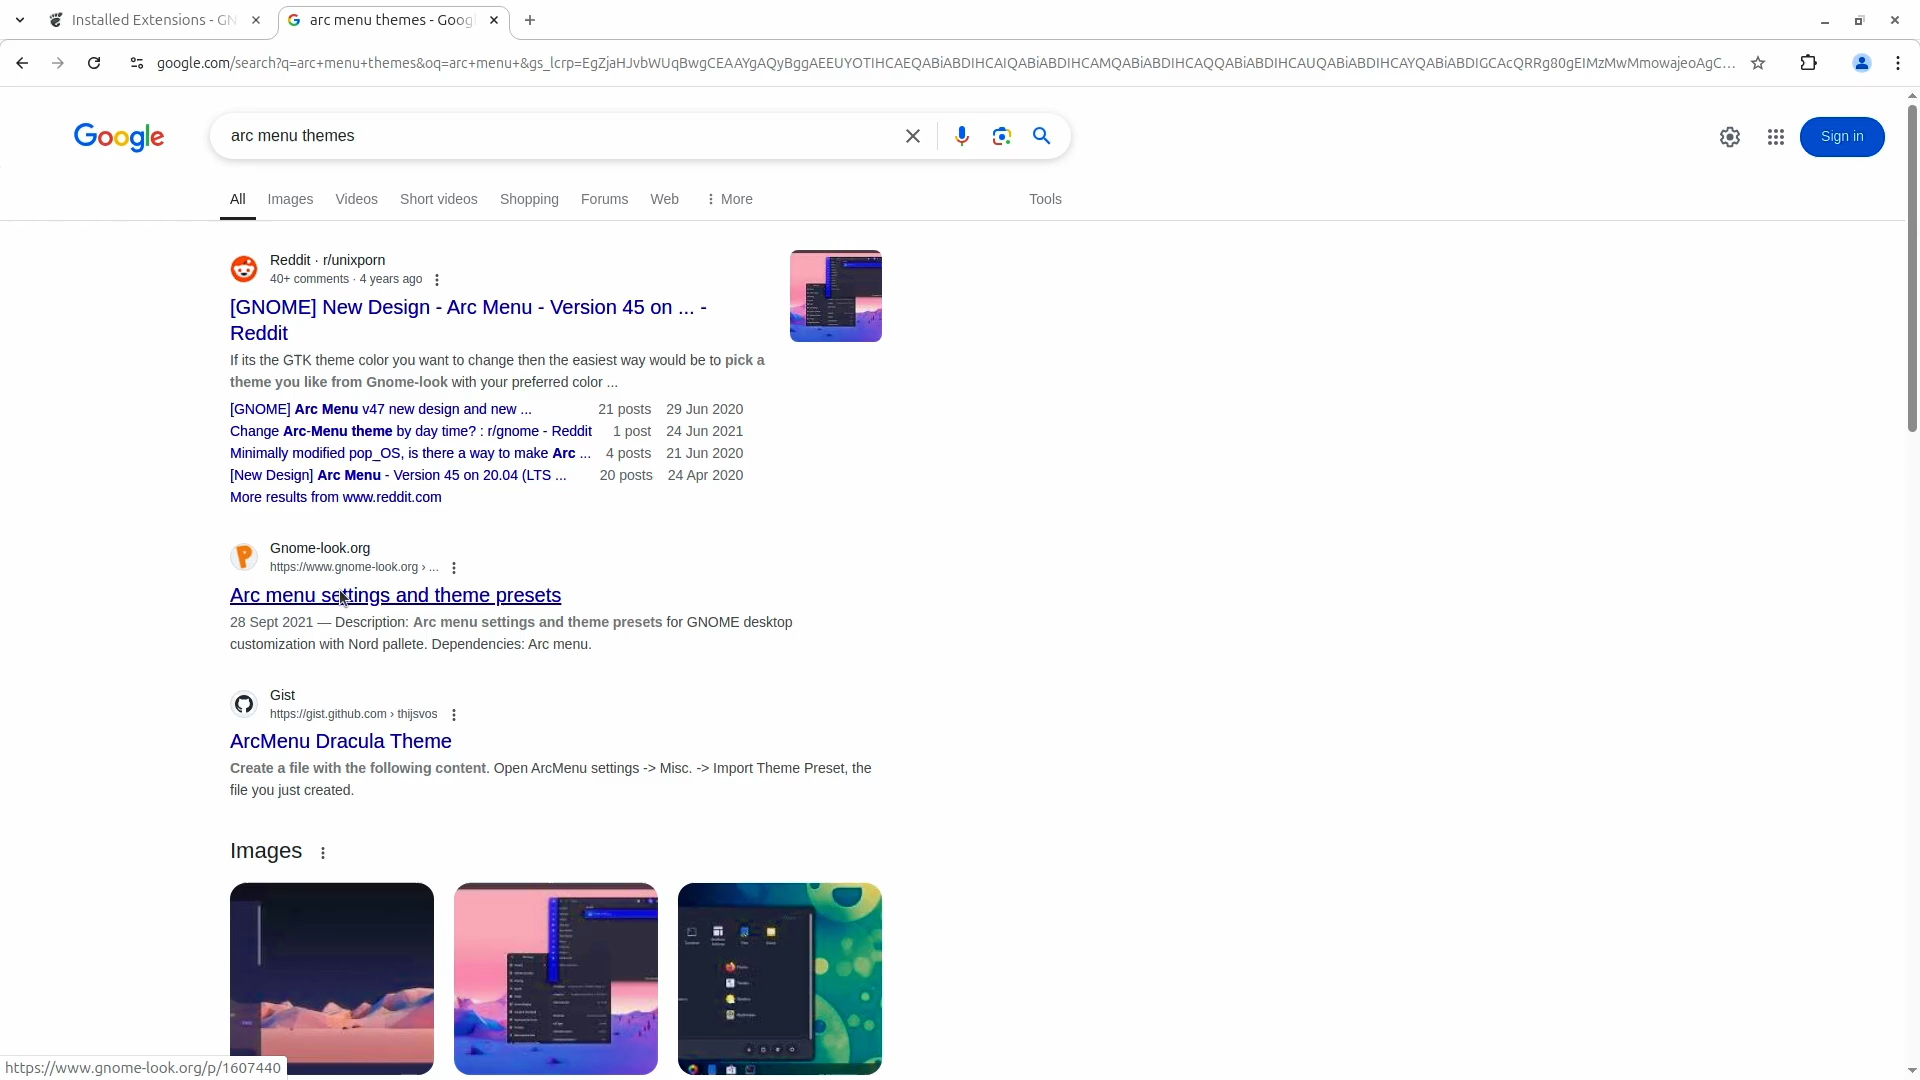 Installed Extensions - GN
arc menu themes - Goog
google.com/search?q=arc+menu+themes&oq=arc+menu+&gs_lcrp=EgZjaHJvbWUqBwgCEAAYgAQyBggAEEUYOTIHCAEQABiABDIHCAIQABiABDIHCAMQABiABDIHCAQQABiABDIHCAUQABiABDIHCAYQABiABDIGCAcQRRg80gEIMzMwMmowajeoAgC...
Google
arc menu themes
Sign in
All
Images
Videos
Short videos
Shopping
Forums
Web
More
Tools
Reddit · r/unixporn
40+ comments · 4 years ago
[GNOME] New Design - Arc Menu - Version 45 on ... -
Reddit
If its the GTK theme color you want to change then the easiest way would be to pick a
theme you like from Gnome-look with your preferred color ...
[GNOME] Arc Menu v47 new design and new ... 21 posts 29 Jun 2020
Change Arc-Menu theme by day time? : r/gnome - Reddit 1 post 24 Jun 2021
Minimally modified pop_OS, is there a way to make Arc ... 4 posts 21 Jun 2020
[New Design] Arc Menu - Version 45 on 20.04 (LTS ... 20 posts 24 Apr 2020
More results from www.reddit.com
Gnome-look.org
https://www.gnome-look.org › ...
Arc menu settings and theme presets
28 Sept 2021 — Description: Arc menu settings and theme presets for GNOME desktop
customization with Nord pallete. Dependencies: Arc menu.
Gist
https://gist.github.com › thijsvos
ArcMenu Dracula Theme
Create a file with the following content. Open ArcMenu settings -> Misc. -> Import Theme Preset, the
file you just created.
Images
https://www.gnome-look.org/p/1607440